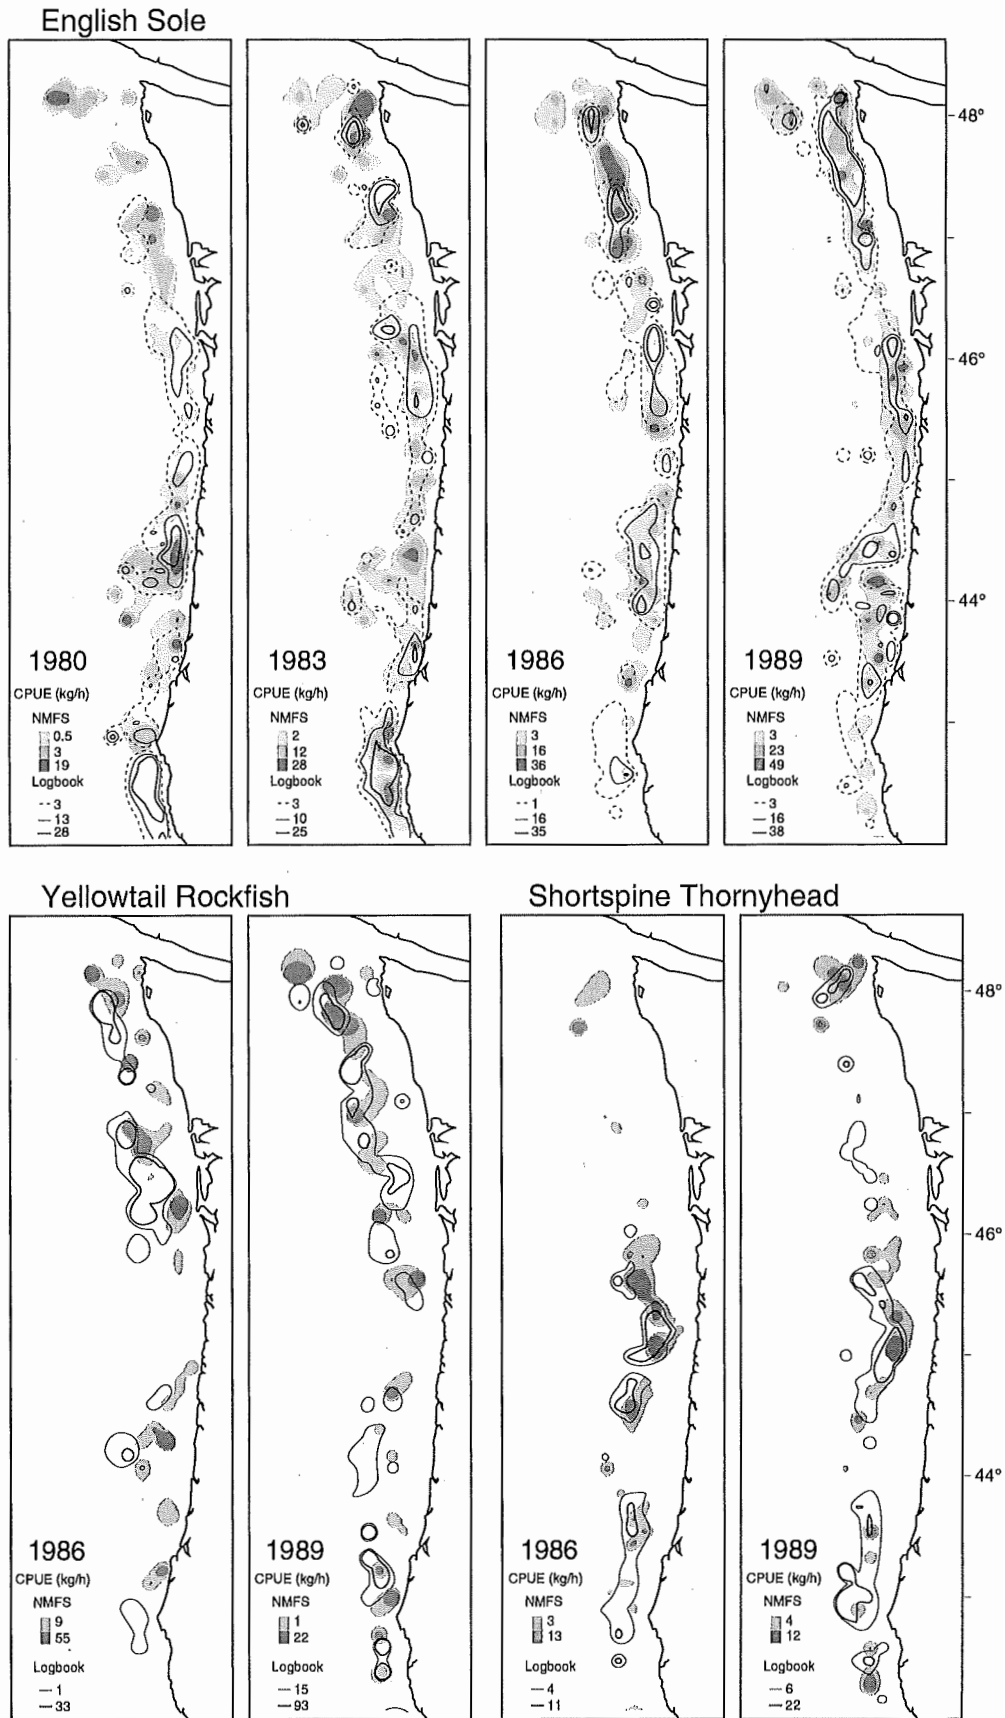 English Sole
48°
46°
44°
1980
CPUE (kg/h)
NMFS
0.5
3
19
Logbook
3
13
28
1983
CPUE (kg/h)
NMFS
2
12
28
Logbook
3
10
25
1986
CPUE (kg/h)
NMFS
3
16
36
Logbook
1
16
35
1989
CPUE (kg/h)
NMFS
3
23
49
Logbook
3
16
38
Yellowtail Rockfish
Shortspine Thornyhead
48°
46°
44°
1986
CPUE (kg/h)
NMFS
9
55
Logbook
1
33
1989
CPUE (kg/h)
NMFS
1
22
Logbook
15
93
1986
CPUE (kg/h)
NMFS
3
13
Logbook
4
11
1989
CPUE (kg/h)
NMFS
4
12
Logbook
6
22